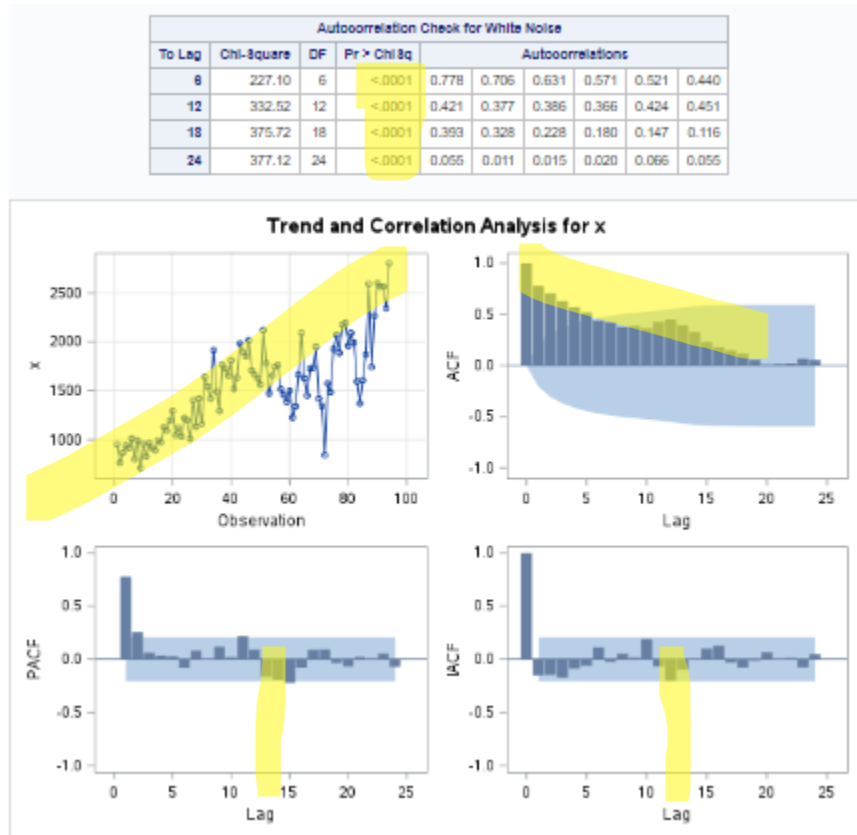 Autocorrelation Check for White Noise
To Lag Chi-Square DF Pr > ChiSq Autocorrelations
6 227.10 6 <.0001 0.778 0.706 0.631 0.571 0.521 0.440
12 332.52 12 <.0001 0.421 0.377 0.386 0.366 0.424 0.451
18 375.72 18 <.0001 0.393 0.328 0.228 0.180 0.147 0.116
24 377.12 24 <.0001 0.055 0.011 0.015 0.020 0.066 0.055
Trend and Correlation Analysis for x
x
2500
2000
1500
1000
0 20 40 60 80 100
Observation
ACF
1.0
0.5
0.0
-0.5
-1.0
0 5 10 15 20 25
Lag
PACF
1.0
0.5
0.0
-0.5
-1.0
0 5 10 15 20 25
Lag
IACF
1.0
0.5
0.0
-0.5
-1.0
0 5 10 15 20 25
Lag